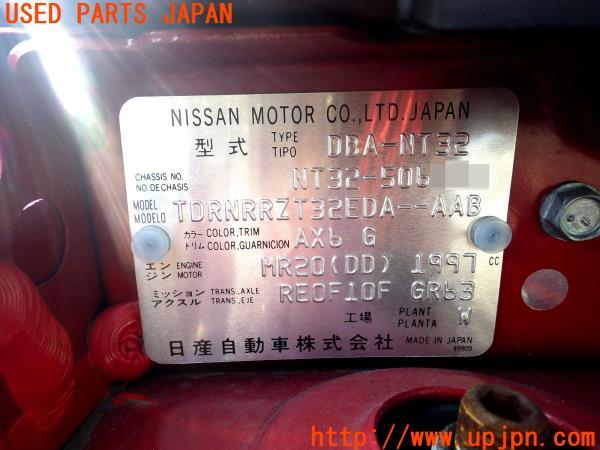 USED PARTS JAPAN
NISSAN MOTOR CO.,LTD.JAPAN
型式 TYPE TIPO DBA-NT32
CHASSIS NO. NO.DECHASIS NT32-506
MODEL MODELO TDRNRRZT32EDA--AAB
カラー COLOR,TRIM
トリム COLOR,GUARNICION AX6 G
エン ENGINE
ジン MOTOR MR20(DD) 1997 CC
ミッション TRANS.,AXLE
アクスル TRANS.,EJE RE0F10F GR63
工場 PLANT PLANTA W
日産自動車株式会社 MADE IN JAPAN
89909
http://www.upjpn.com/